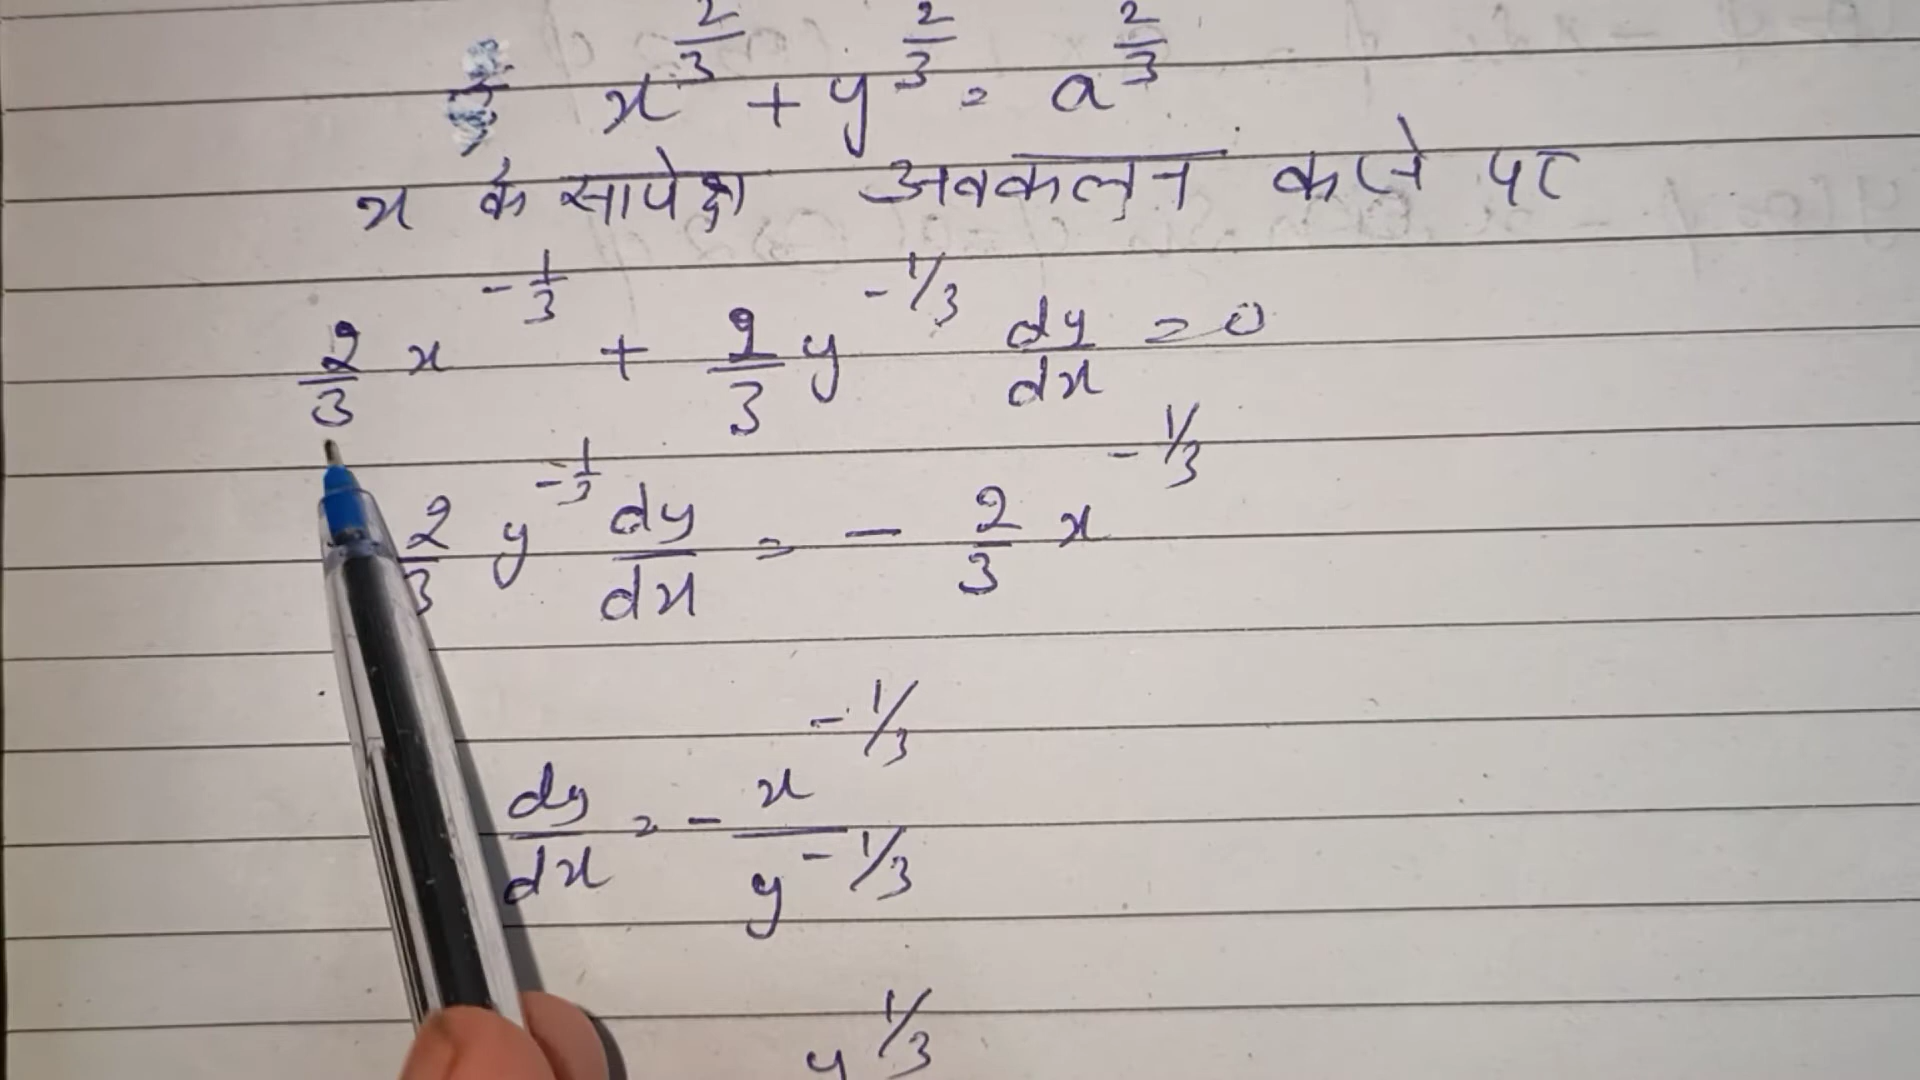 x^{2/3} + y^{2/3} = a^{2/3}
x के सापेक्ष अवकलन करने पर
2/3 x^{-1/3} + 2/3 y^{-1/3} dy/dx = 0
2/3 y^{-1/3} dy/dx = - 2/3 x^{-1/3}
dy/dx = - x^{-1/3} / y^{-1/3}
y^{1/3}